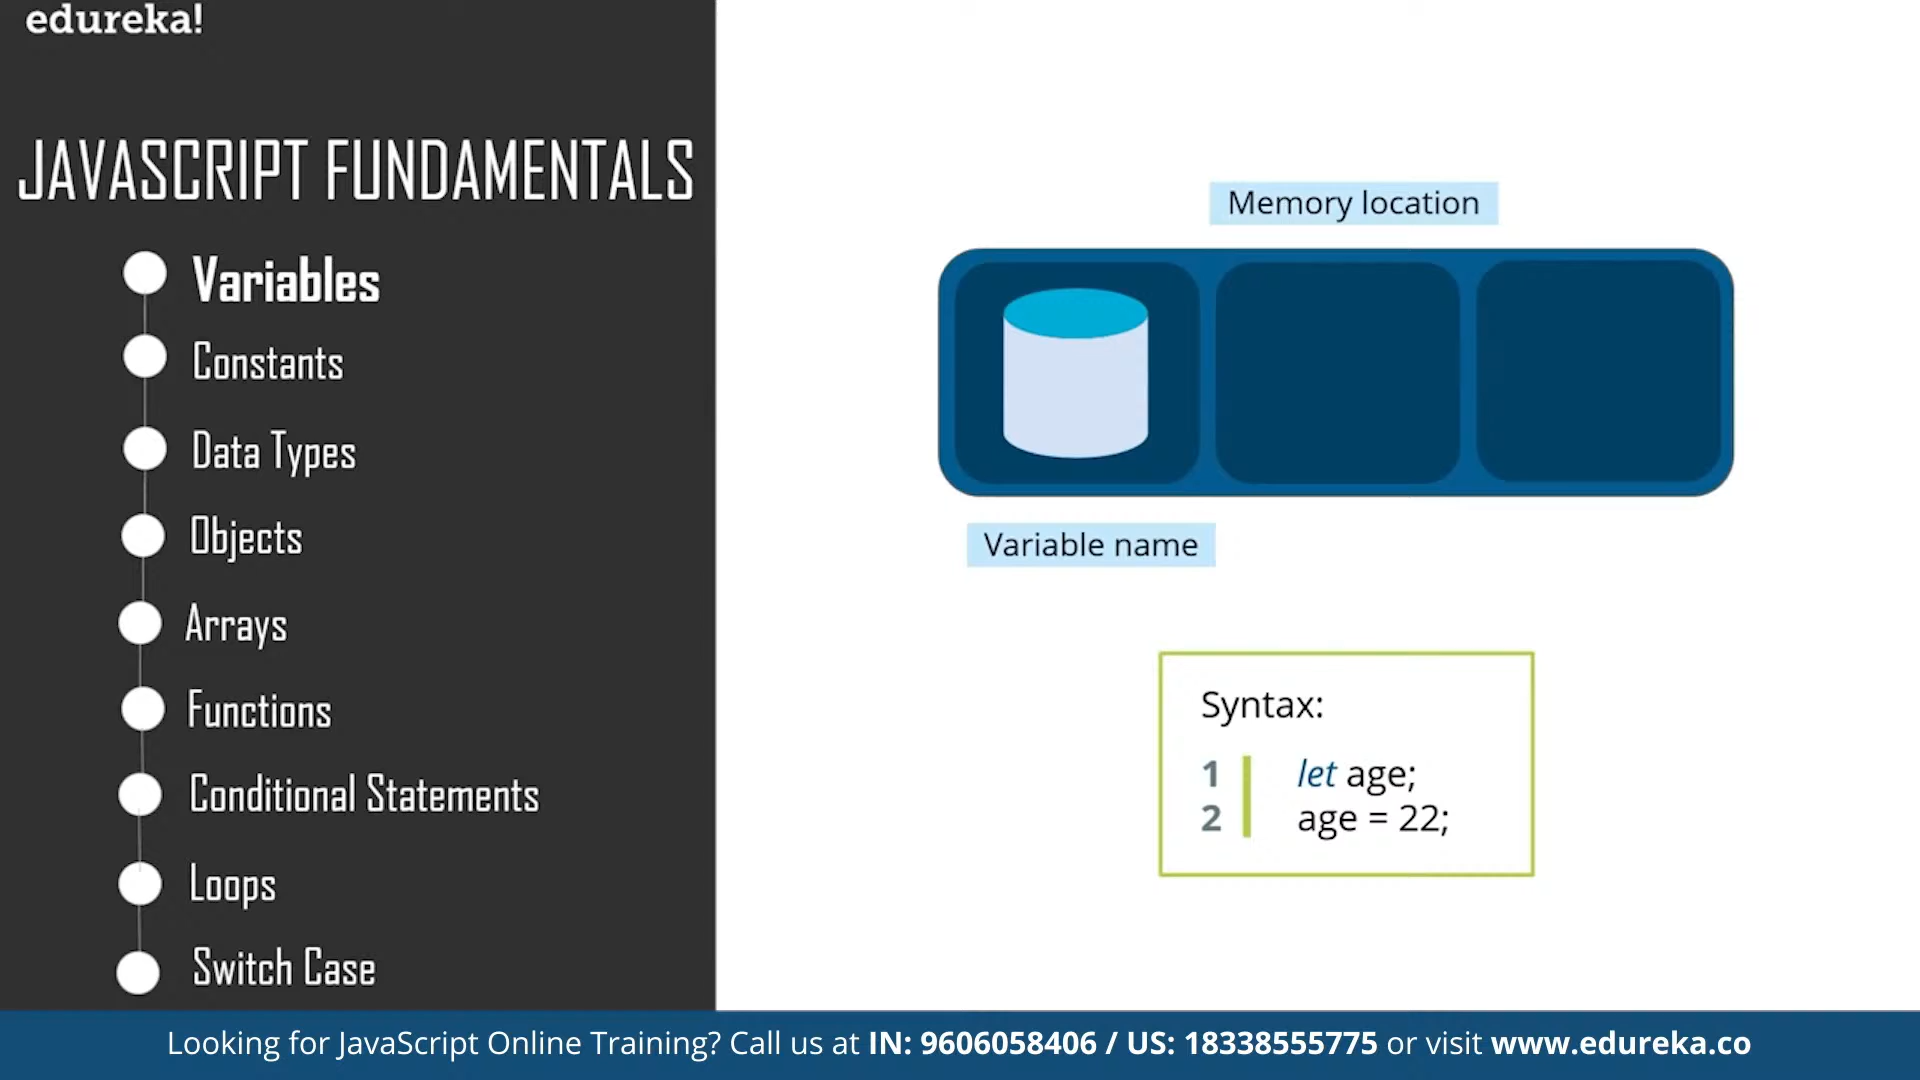 edureka!
JAVASCRIPT FUNDAMENTALS
Variables
Constants
Data Types
Objects
Arrays
Functions
Conditional Statements
Loops
Switch Case
Memory location
Variable name
Syntax:
1 let age;
2 age = 22;
Looking for JavaScript Online Training? Call us at IN: 9606058406 / US: 18338555775 or visit www.edureka.co